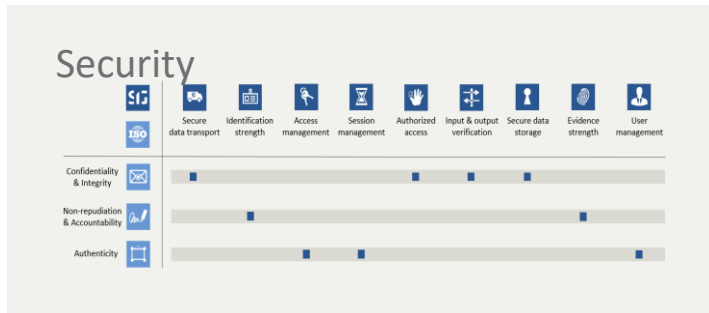 Security
SIG
Secure
data transport
Identification
strength
Access
management
Session
management
Authorized
access
Input & output
verification
Secure data
storage
Evidence
strength
User
management
ISO
Confidentiality
& Integrity
Non-repudiation
& Accountability
Authenticity